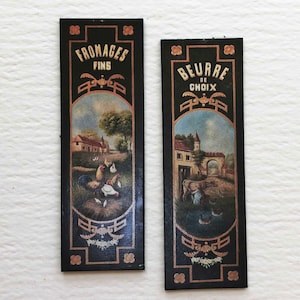 FROMAGES
FINS
BEURRE
DE
CHOIX